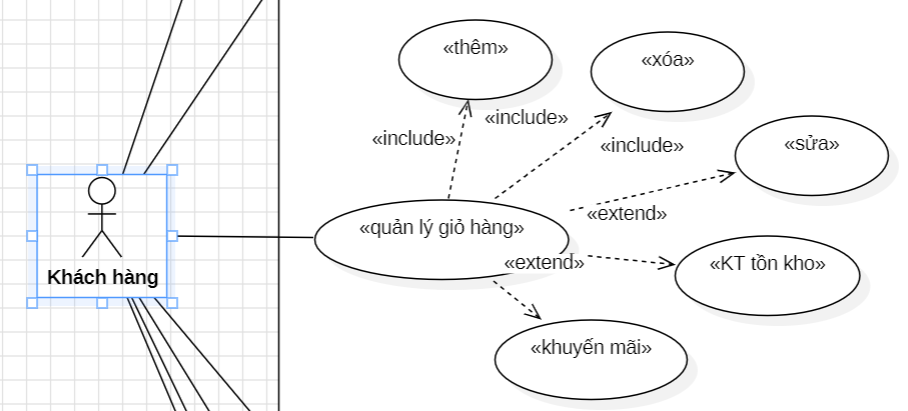 «thêm»
«xóa»
«include»
«include»
«include»
«sửa»
«extend»
«quản lý giỏ hàng»
«extend»
«KT tồn kho»
Khách hàng
«khuyến mãi»